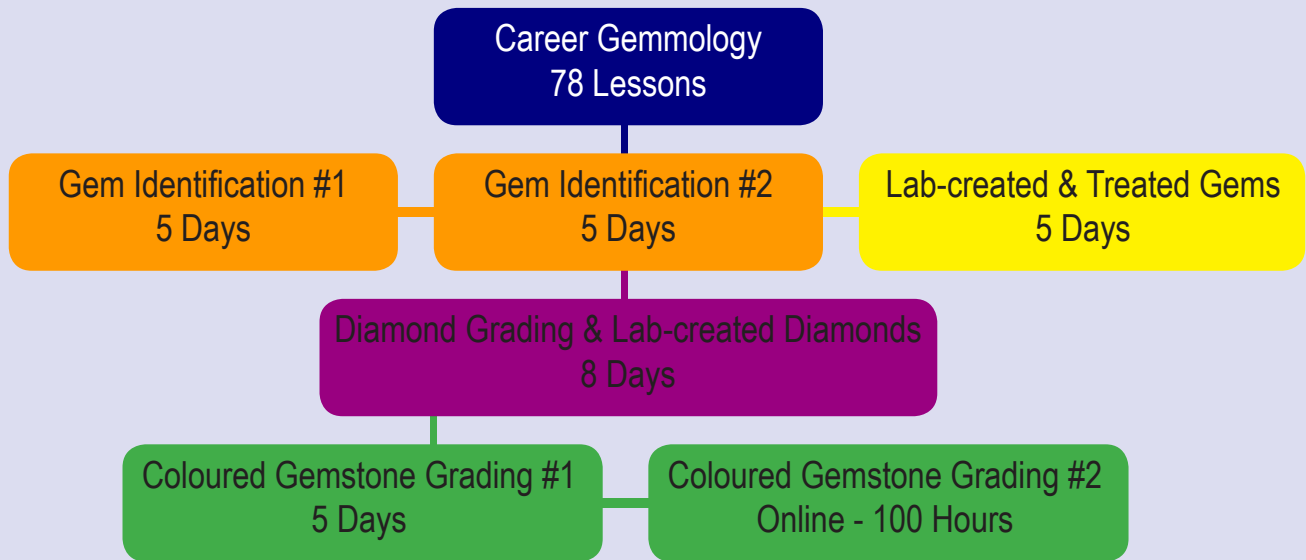 Career Gemmology
78 Lessons
Gem Identification #1
5 Days
Gem Identification #2
5 Days
Lab-created & Treated Gems
5 Days
Diamond Grading & Lab-created Diamonds
8 Days
Coloured Gemstone Grading #1
5 Days
Coloured Gemstone Grading #2
Online - 100 Hours